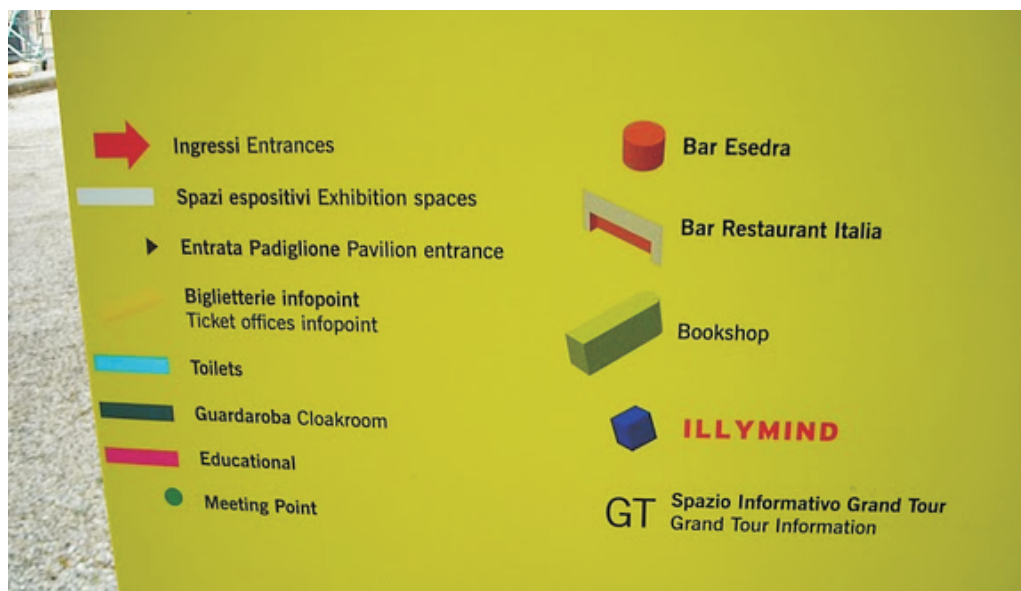 Ingressi Entrances
Spazi espositivi Exhibition spaces
Entrata Padiglione Pavilion entrance
Biglietterie infopoint
Ticket offices infopoint
Toilets
Guardaroba Cloakroom
Educational
Meeting Point
Bar Esedra
Bar Restaurant Italia
Bookshop
ILLYMIND
GT Spazio Informativo Grand Tour
Grand Tour Information